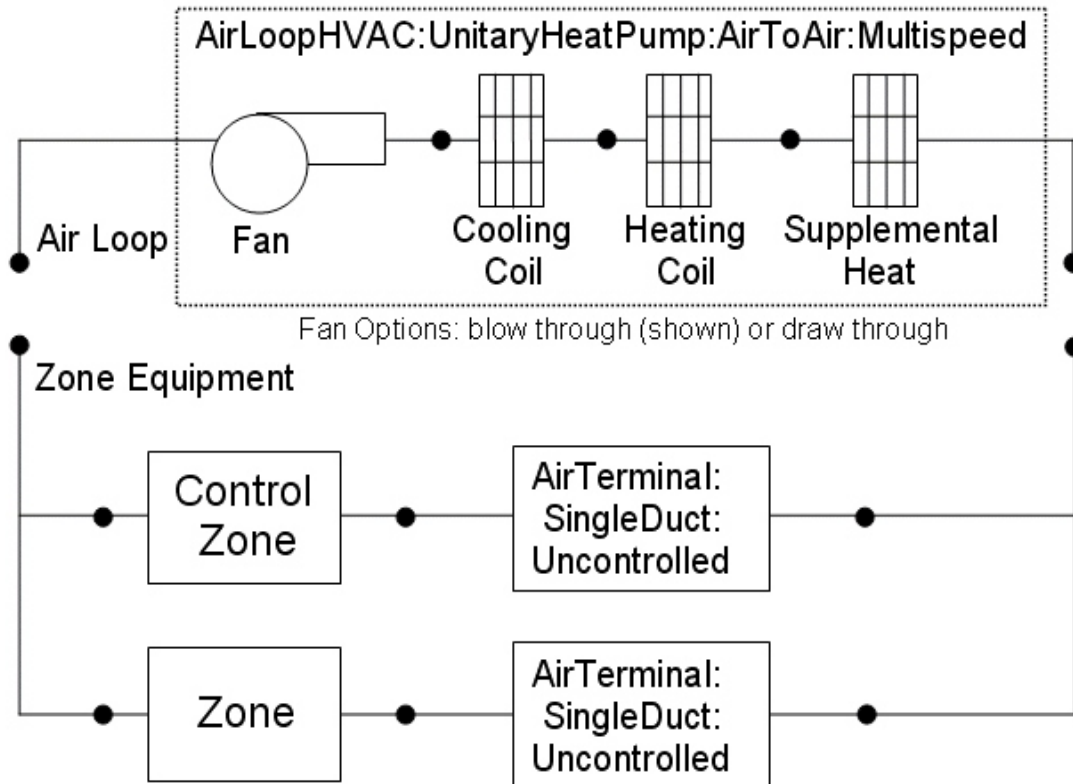 AirLoopHVAC:UnitaryHeatPump:AirToAir:Multispeed
Air Loop
Fan
Cooling
Coil
Heating
Coil
Supplemental
Heat
Fan Options: blow through (shown) or draw through
Zone Equipment
Control
Zone
AirTerminal:
SingleDuct:
Uncontrolled
Zone
AirTerminal:
SingleDuct:
Uncontrolled